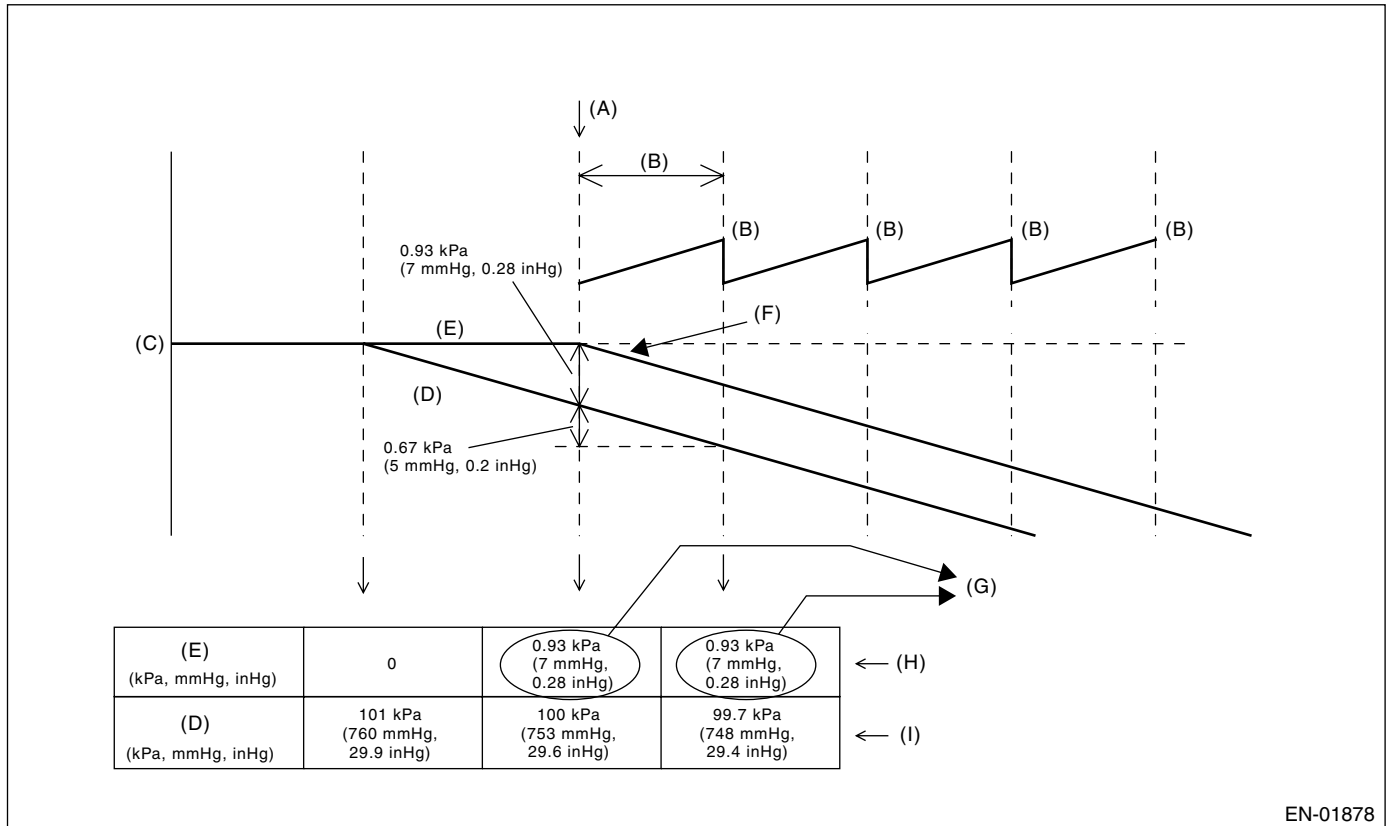 (A)
(B)
0.93 kPa
(7 mmHg, 0.28 inHg)
(B)
(B)
(B)
(B)
(C)
(E)
(F)
(D)
0.67 kPa
(5 mmHg, 0.2 inHg)
(G)
(E)
(kPa, mmHg, inHg)
0
0.93 kPa
(7 mmHg,
0.28 inHg)
0.93 kPa
(7 mmHg,
0.28 inHg)
(H)
(D)
(kPa, mmHg, inHg)
101 kPa
(760 mmHg,
29.9 inHg)
100 kPa
(753 mmHg,
29.6 inHg)
99.7 kPa
(748 mmHg,
29.4 inHg)
(I)
EN-01878